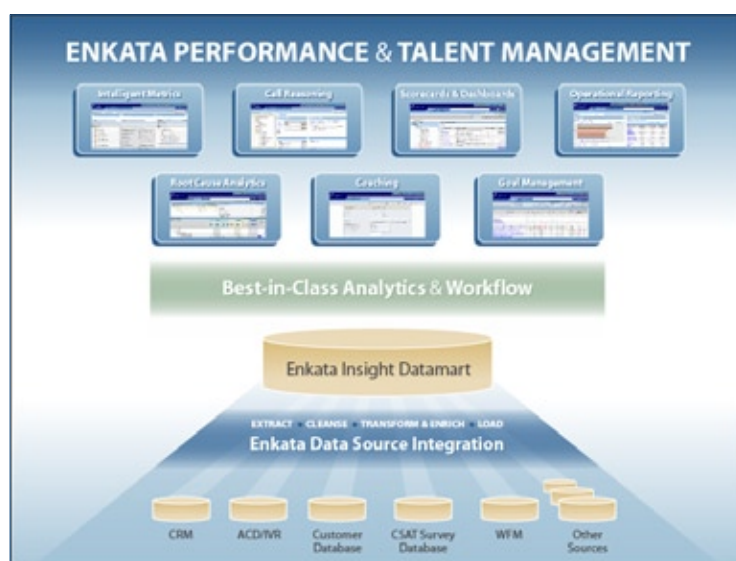 ENKATA PERFORMANCE & TALENT MANAGEMENT
Intelligent Metrics
Call Reasoning
Scorecards & Dashboards
Operational Reporting
Root Cause Analytics
Coaching
Goal Management
Best-in-Class Analytics & Workflow
Enkata Insight Datamart
EXTRACT • CLEANSE • TRANSFORM & ENRICH • LOAD
Enkata Data Source Integration
CRM
ACD/IVR
Customer
Database
CSAT Survey
Database
WFM
Other
Sources